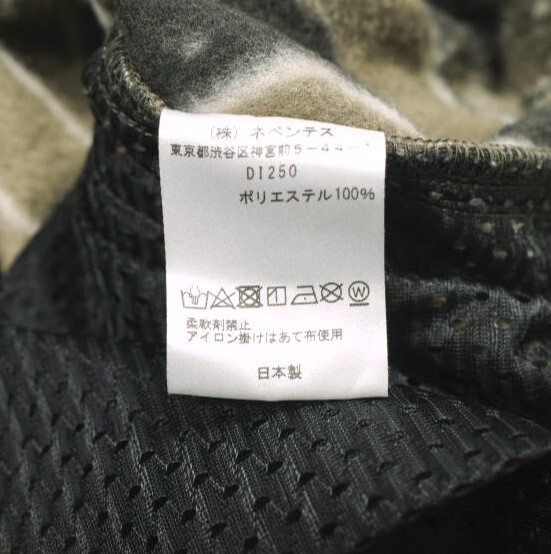 (株) ネペンテス
東京都渋谷区神宮前5-44-1
DI250
ポリエステル100%
W
柔軟剤禁止
アイロン掛けはあて布使用
日本製